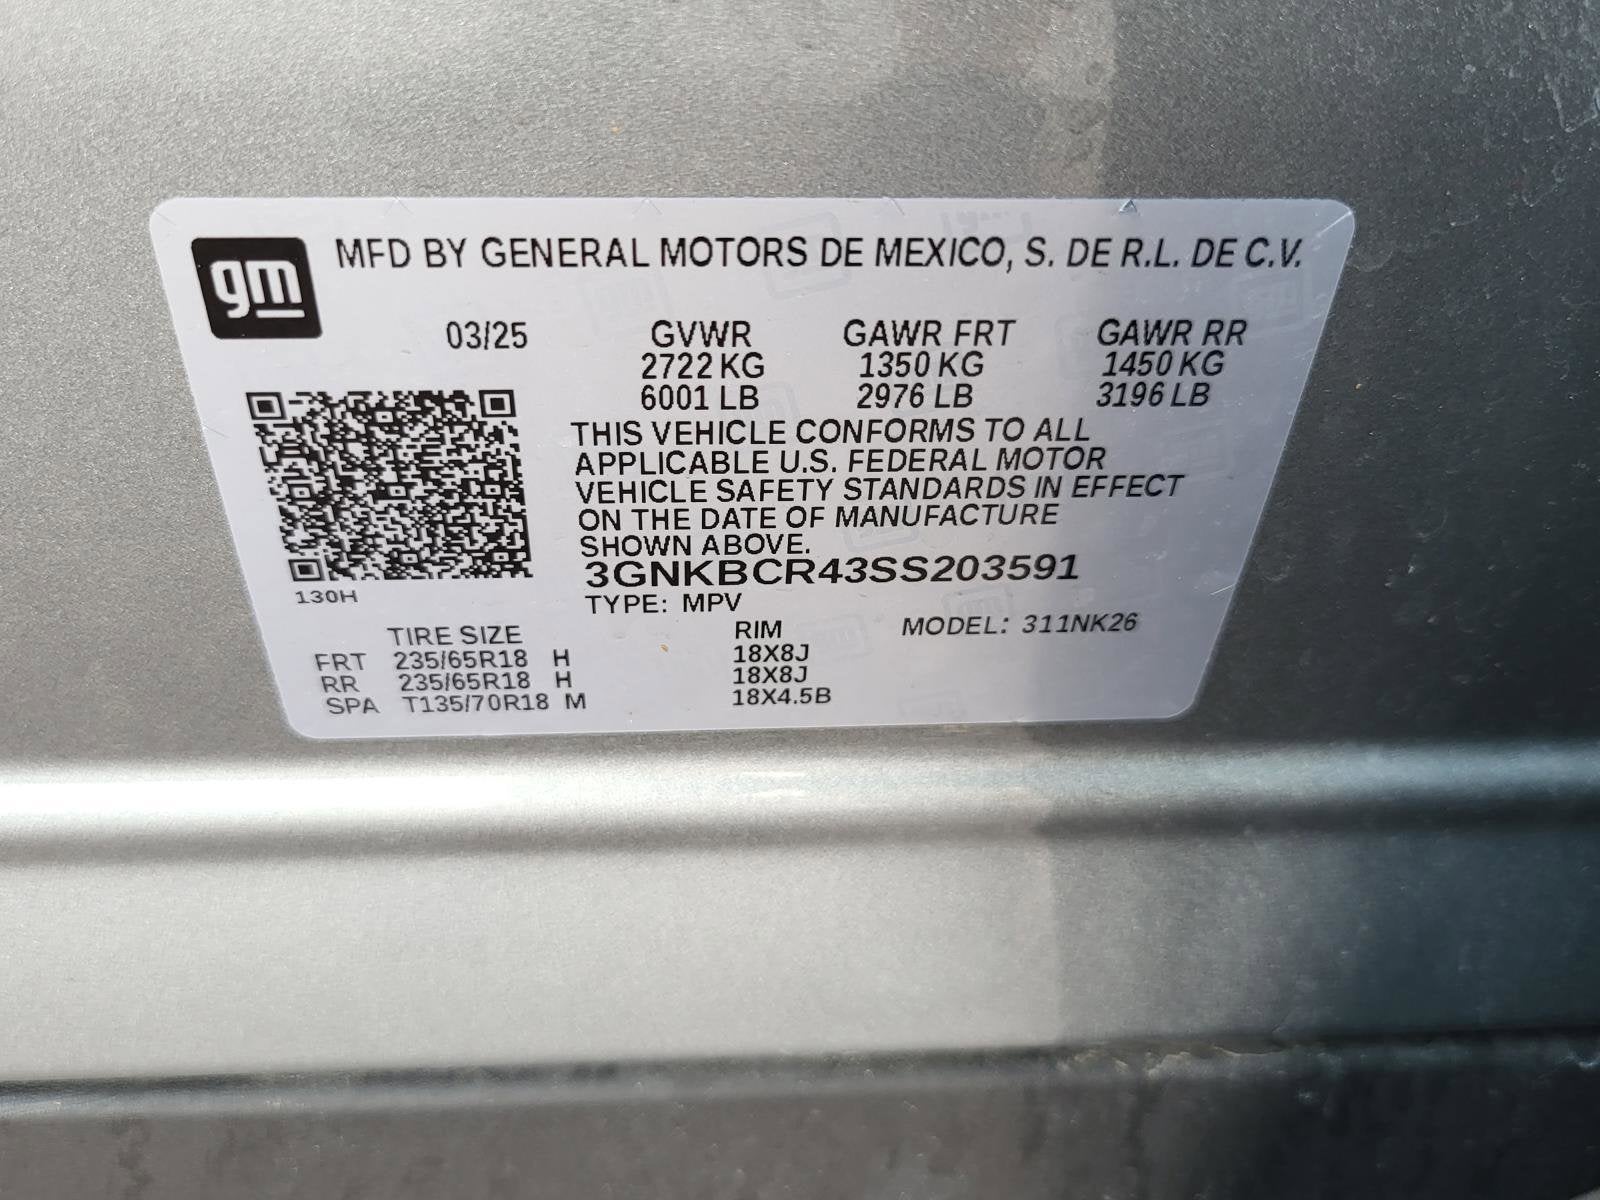 gm
MFD BY GENERAL MOTORS DE MEXICO, S. DE R.L. DE C.V.
03/25 GVWR GAWR FRT GAWR RR
2722 KG 1350 KG 1450 KG
6001 LB 2976 LB 3196 LB
THIS VEHICLE CONFORMS TO ALL
APPLICABLE U.S. FEDERAL MOTOR
VEHICLE SAFETY STANDARDS IN EFFECT
ON THE DATE OF MANUFACTURE
SHOWN ABOVE.
3GNKBCR43SS203591
130H
TYPE: MPV
TIRE SIZE RIM MODEL: 311NK26
FRT 235/65R18 H 18X8J
RR 235/65R18 H 18X8J
SPA T135/70R18 M 18X4.5B